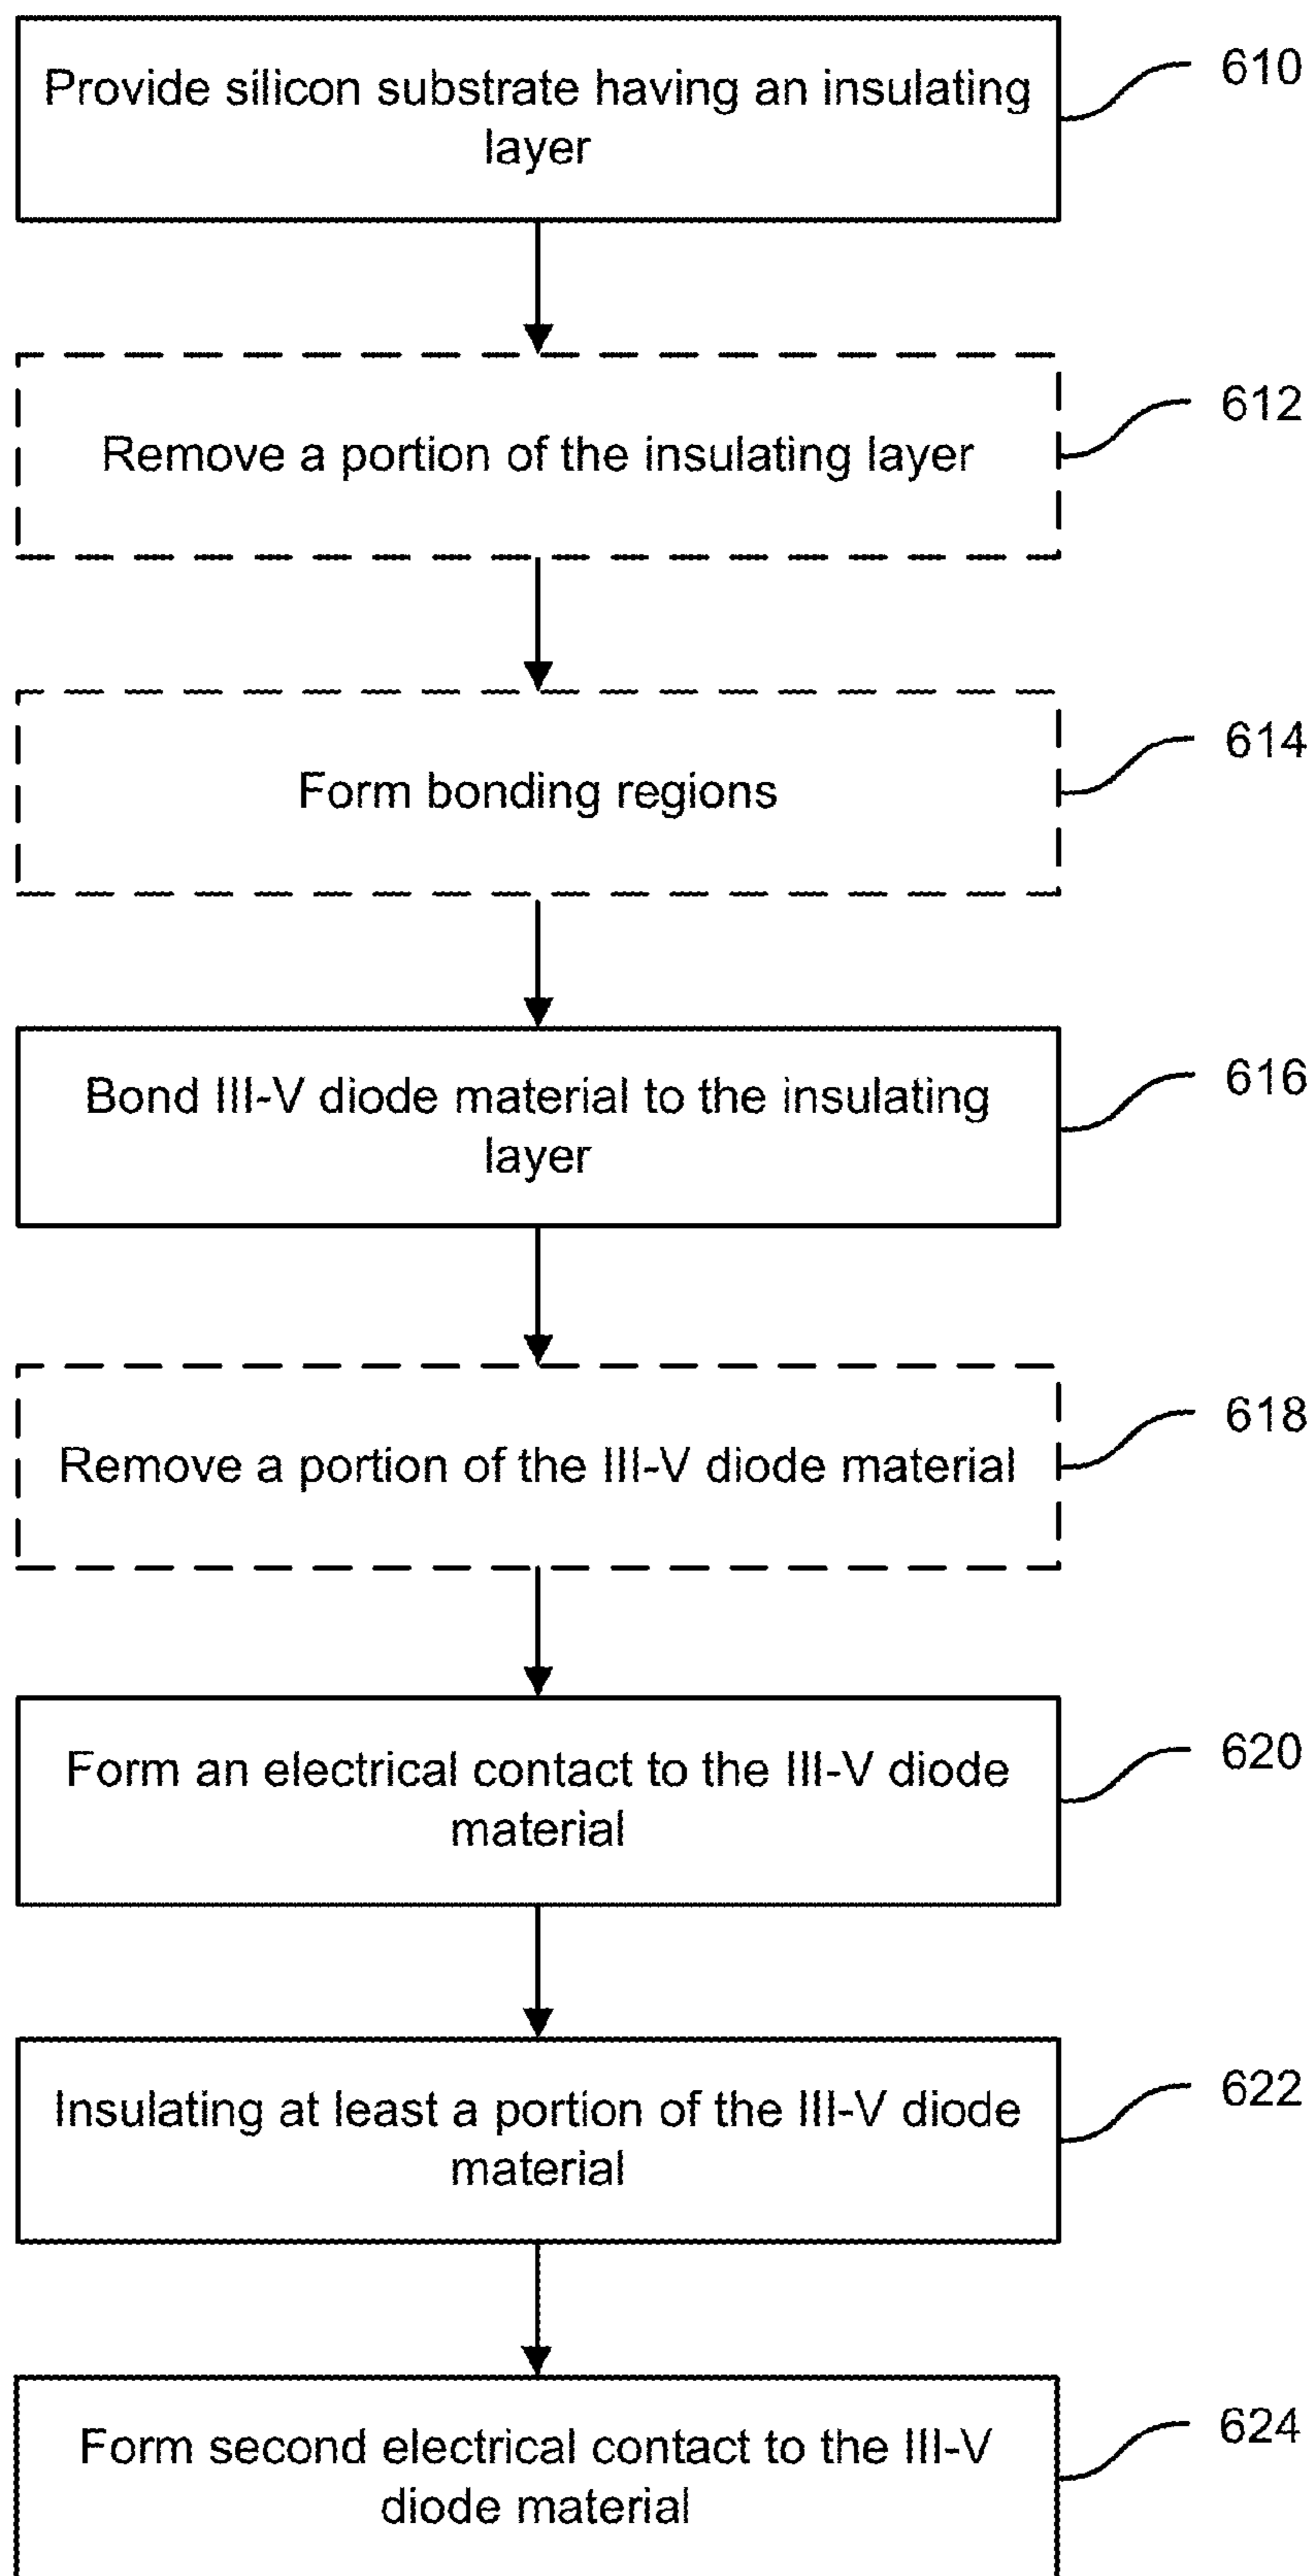 Provide silicon substrate having an insulating
layer
610
Remove a portion of the insulating layer
612
Form bonding regions
614
Bond III-V diode material to the insulating
layer
616
Remove a portion of the III-V diode material
618
Form an electrical contact to the III-V diode
material
620
Insulating at least a portion of the III-V diode
material
622
Form second electrical contact to the III-V
diode material
624